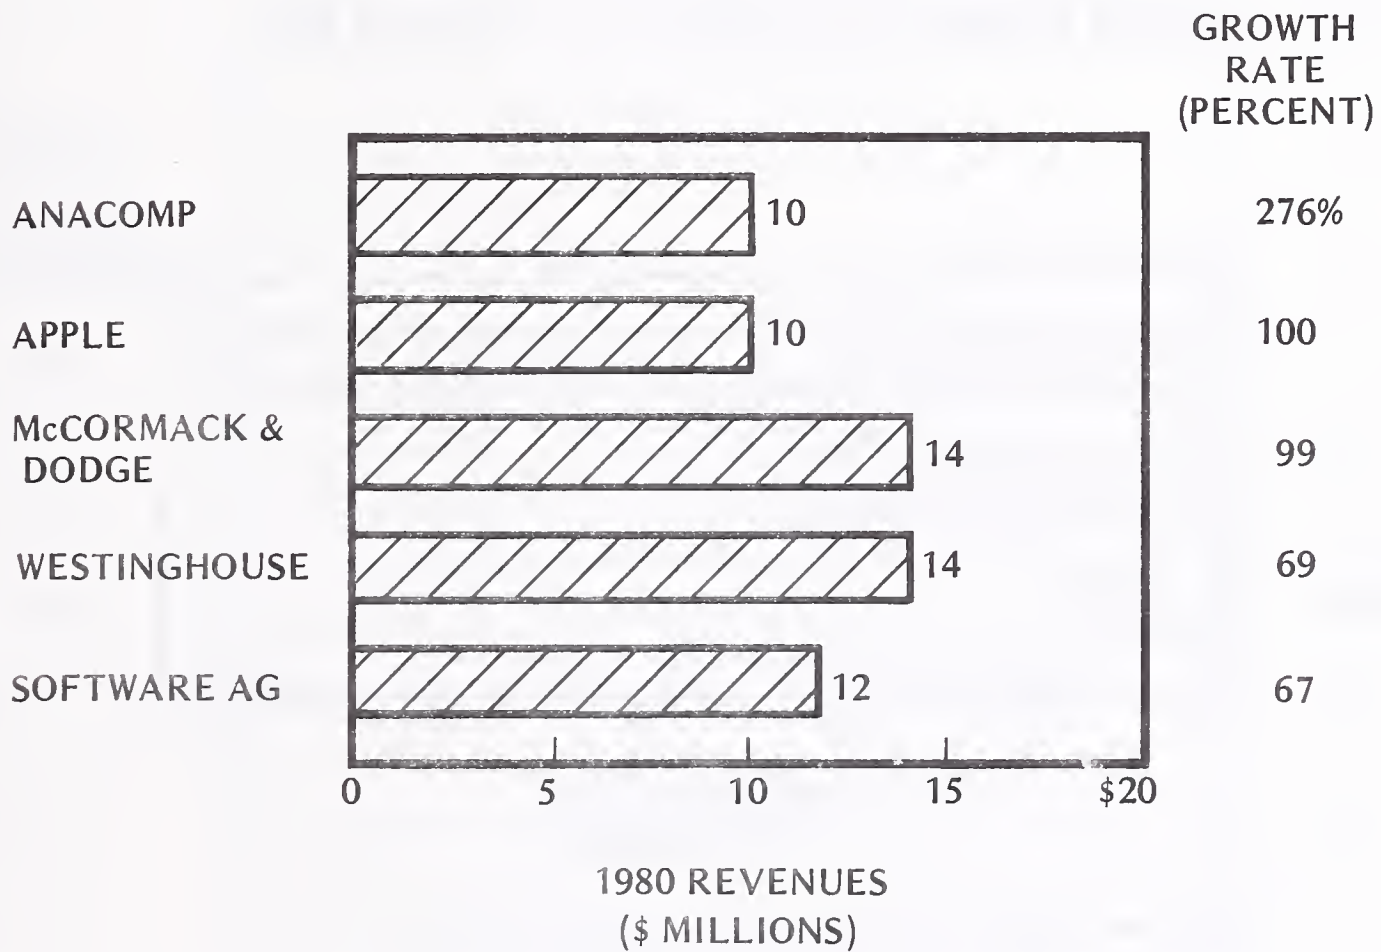 GROWTH
RATE
(PERCENT)
ANACOMP 10 276%
APPLE 10 100
McCORMACK &
DODGE 14 99
WESTINGHOUSE 14 69
SOFTWARE AG 12 67
0 5 10 15 $20
1980 REVENUES
($ MILLIONS)